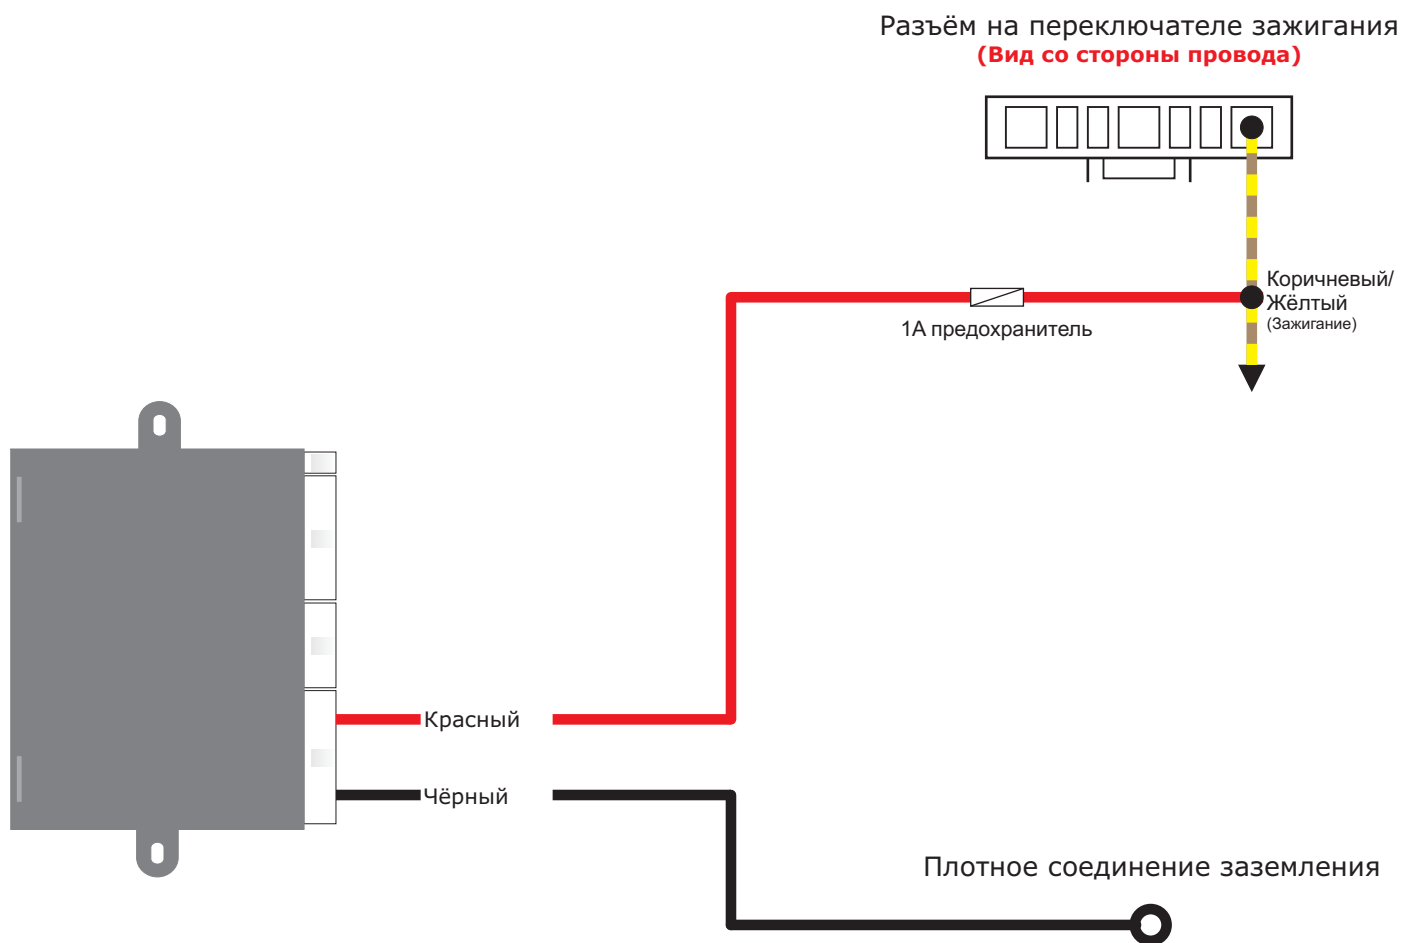 Разъём на переключателе зажигания
(Вид со стороны провода)
Коричневый/
Жёлтый
(Зажигание)
1А предохранитель
Красный
Чёрный
Плотное соединение заземления